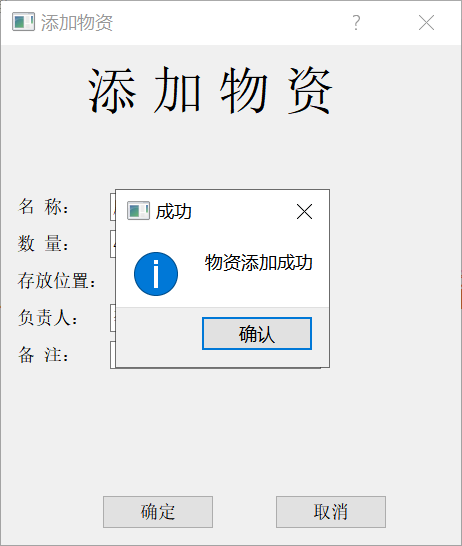 添加物资
添 加 物 资
名 称：
成功
数 量：
物资添加成功
存放位置：
负责人：
确认
备 注：
确定
取消